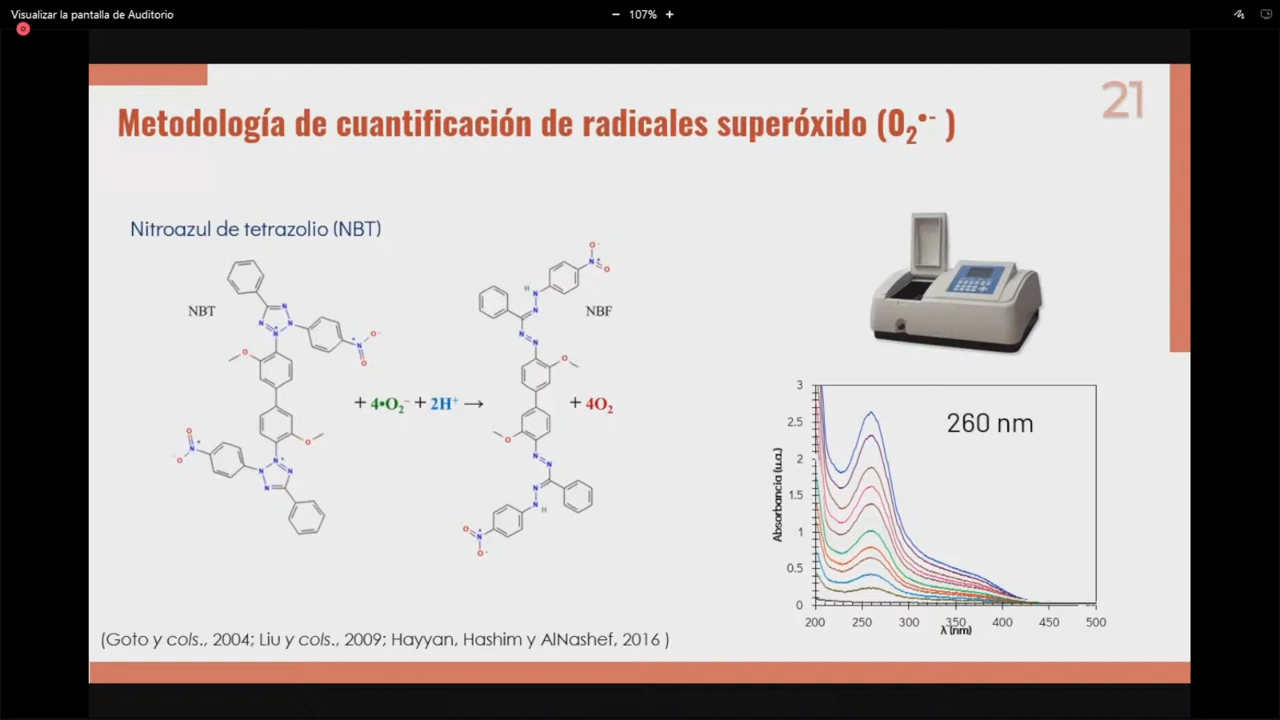 Visualizar la pantalla de Auditorio
− 107% +
21
Metodología de cuantificación de radicales superóxido (O₂•⁻ )
Nitroazul de tetrazolio (NBT)
NBT
NBF
+ 4•O₂⁻ + 2H⁺ →
+ 4O₂
260 nm
Absorbancia (u.a.)
3
2.5
2
1.5
1
0.5
0
200 250 300 350 400 450 500
λ (nm)
(Goto y cols., 2004; Liu y cols., 2009; Hayyan, Hashim y AlNashef, 2016 )